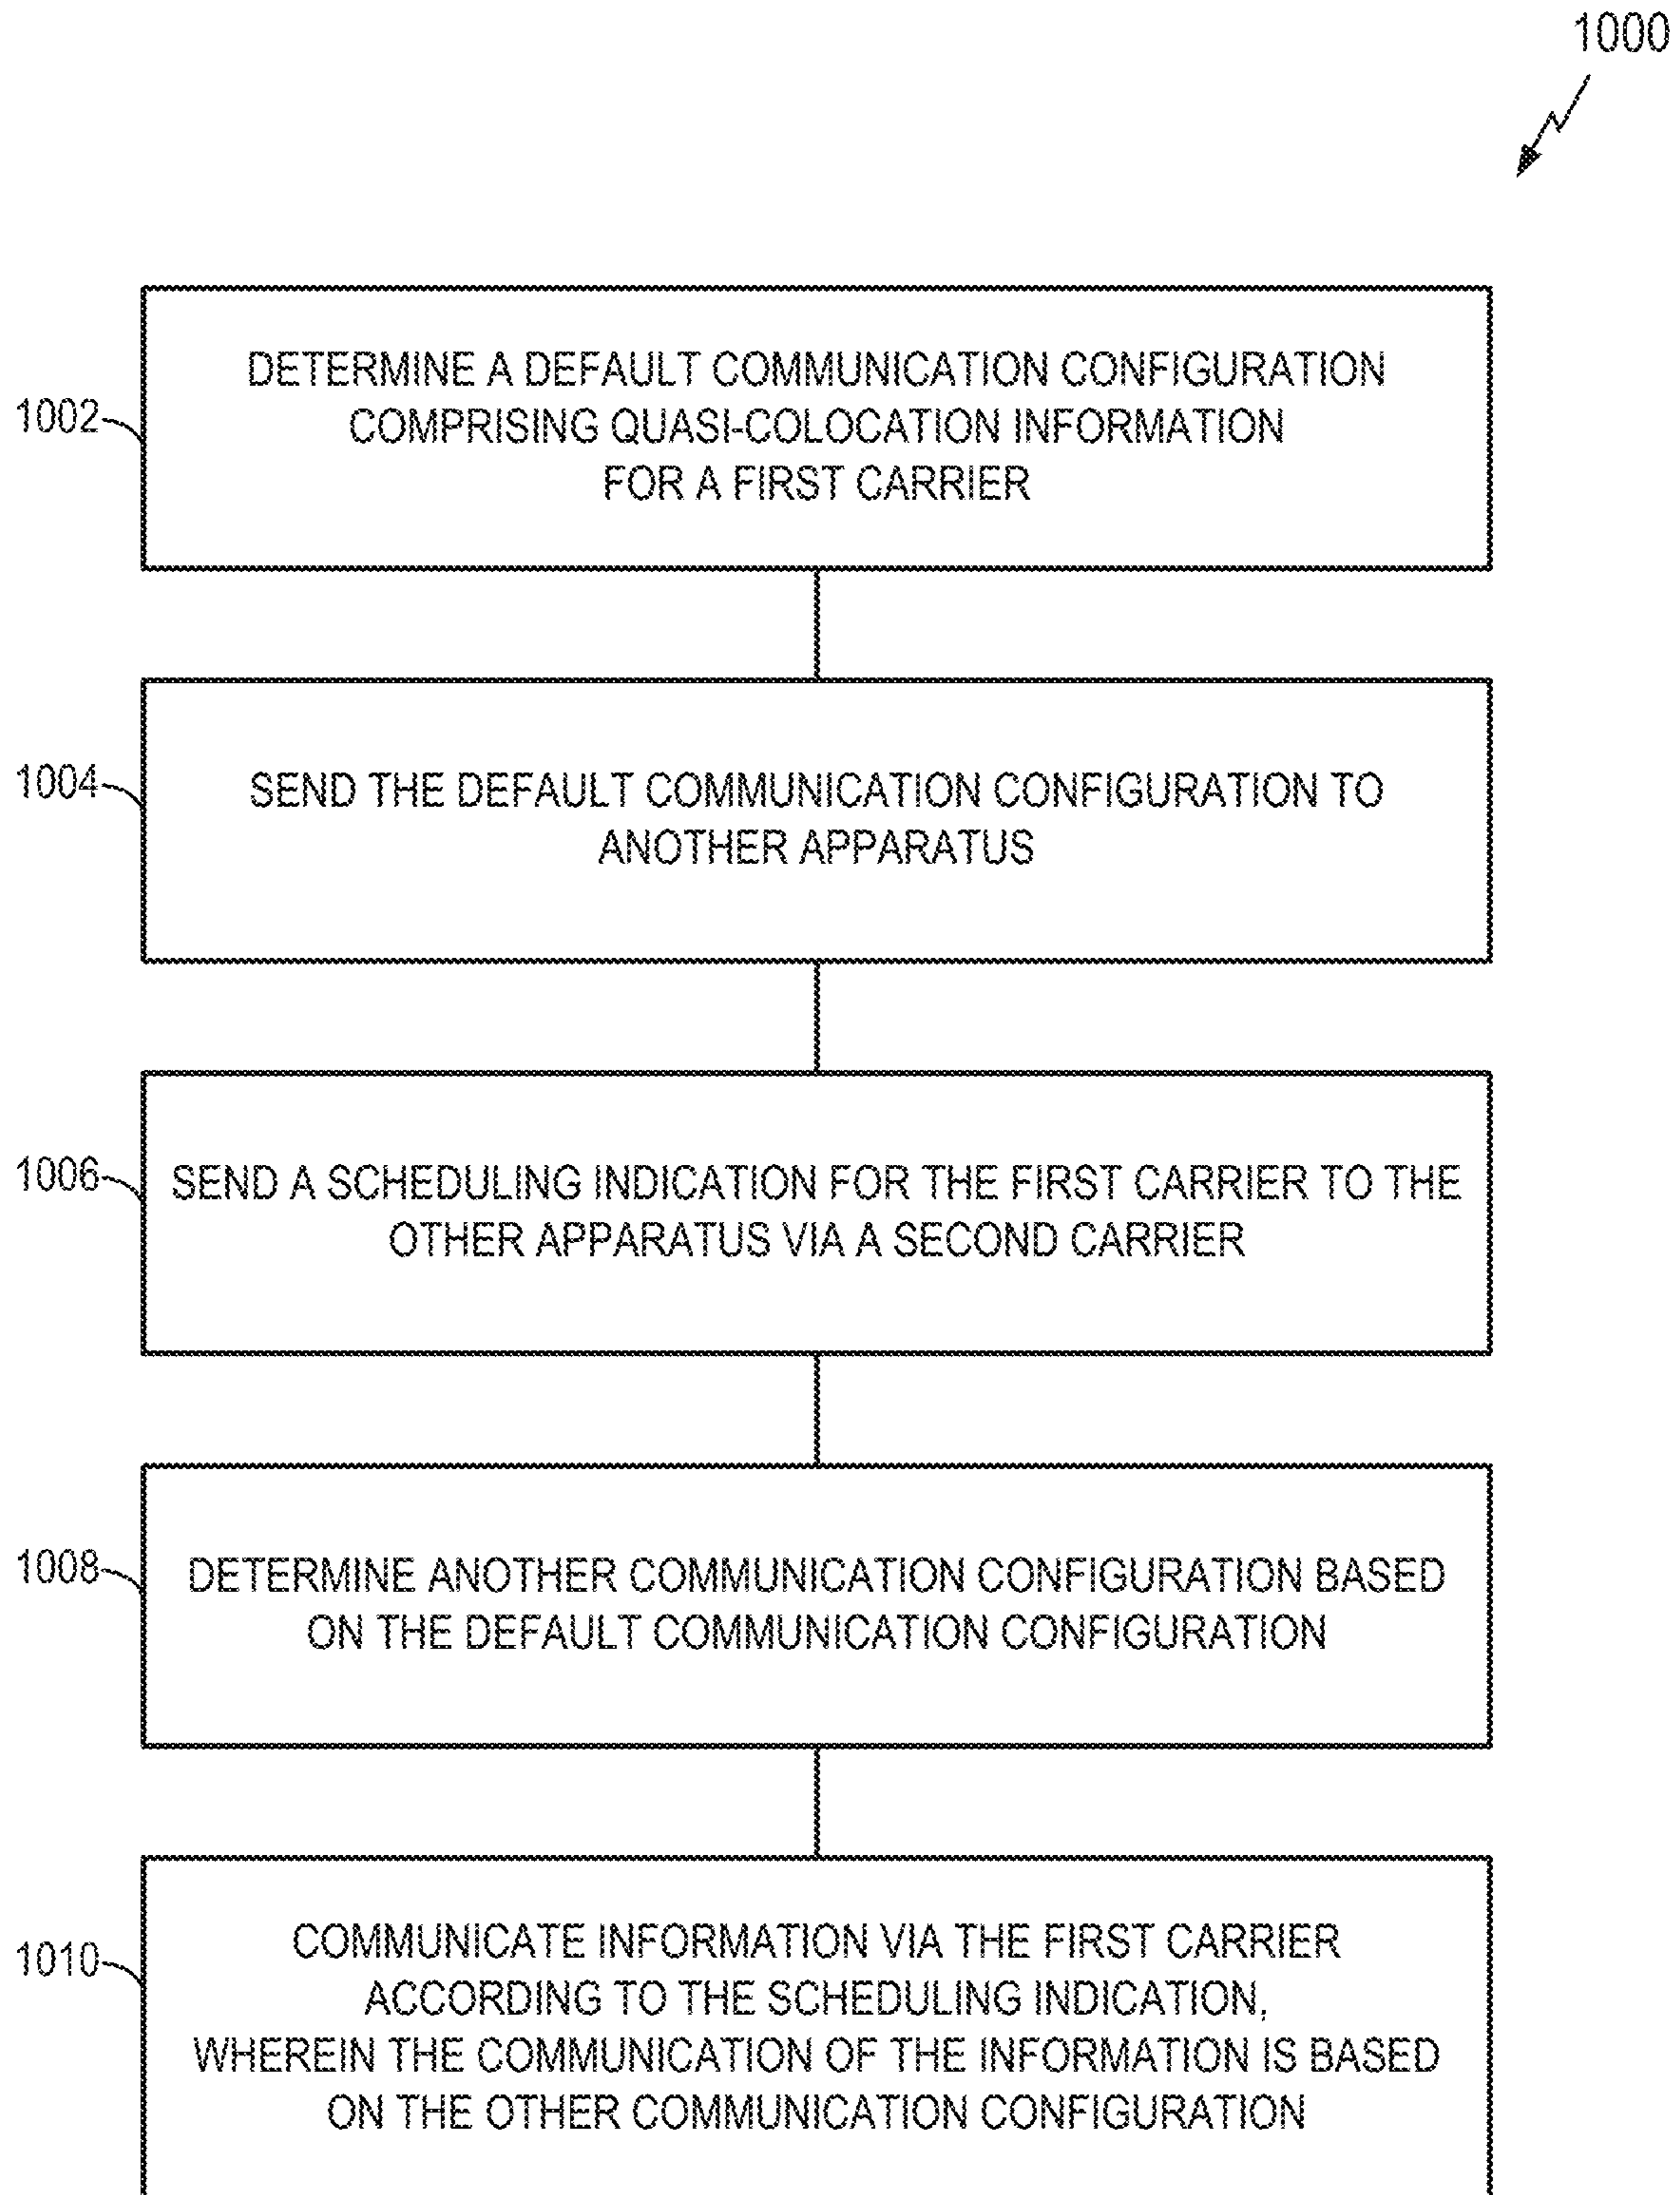 1000
1002
DETERMINE A DEFAULT COMMUNICATION CONFIGURATION
COMPRISING QUASI-COLOCATION INFORMATION
FOR A FIRST CARRIER
1004
SEND THE DEFAULT COMMUNICATION CONFIGURATION TO
ANOTHER APPARATUS
1006
SEND A SCHEDULING INDICATION FOR THE FIRST CARRIER TO THE
OTHER APPARATUS VIA A SECOND CARRIER
1008
DETERMINE ANOTHER COMMUNICATION CONFIGURATION BASED
ON THE DEFAULT COMMUNICATION CONFIGURATION
1010
COMMUNICATE INFORMATION VIA THE FIRST CARRIER
ACCORDING TO THE SCHEDULING INDICATION,
WHEREIN THE COMMUNICATION OF THE INFORMATION IS BASED
ON THE OTHER COMMUNICATION CONFIGURATION